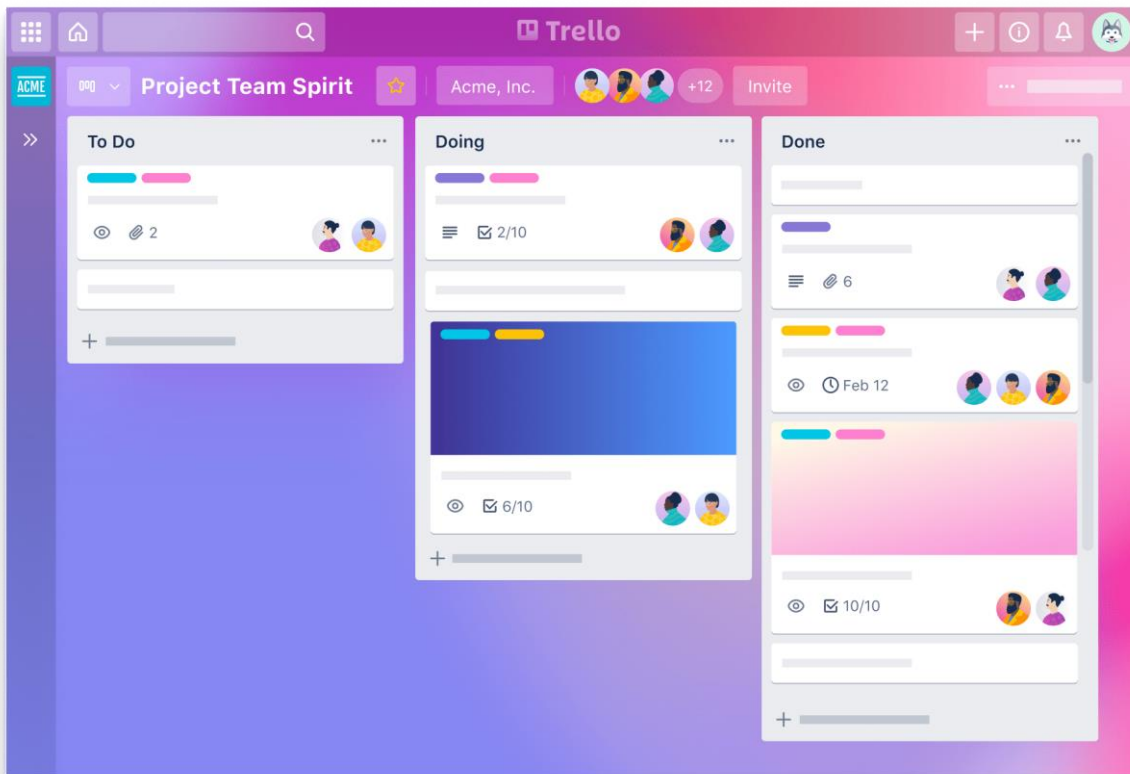 Trello
ACME
Project Team Spirit
Acme, Inc.
+12
Invite
To Do
2
Doing
2/10
6/10
Done
6
Feb 12
10/10